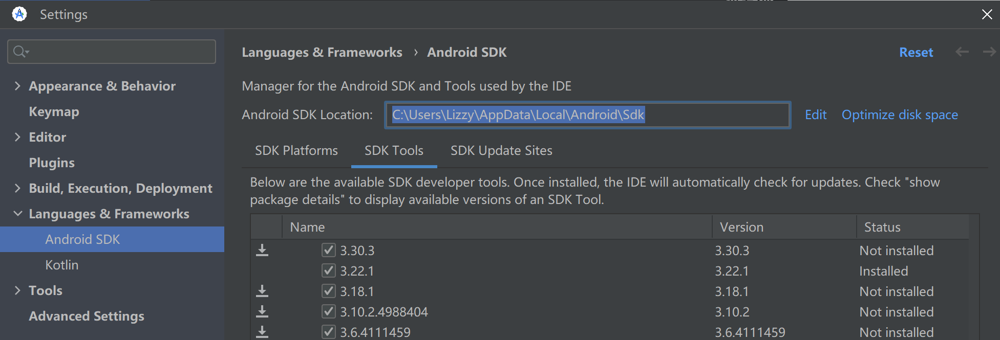 Settings
Languages & Frameworks › Android SDK
Reset
Appearance & Behavior
Keymap
Editor
Plugins
Build, Execution, Deployment
Languages & Frameworks
Android SDK
Kotlin
Tools
Advanced Settings
Manager for the Android SDK and Tools used by the IDE
Android SDK Location: C:\Users\Lizzy\AppData\Local\Android\Sdk Edit Optimize disk space
SDK Platforms SDK Tools SDK Update Sites
Below are the available SDK developer tools. Once installed, the IDE will automatically check for updates. Check "show
package details" to display available versions of an SDK Tool.
Name Version Status
3.30.3 3.30.3 Not installed
3.22.1 3.22.1 Installed
3.18.1 3.18.1 Not installed
3.10.2.4988404 3.10.2 Not installed
3.6.4111459 3.6.4111459 Not installed